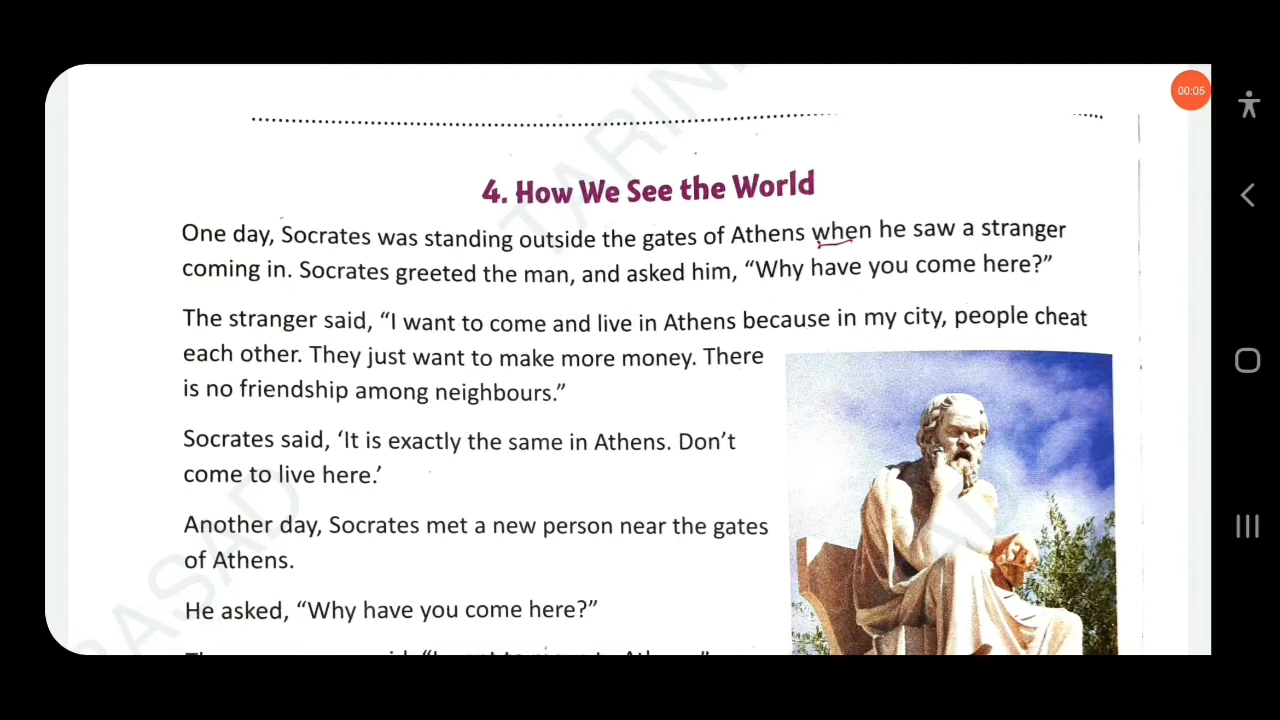 00:05
4. How We See the World
One day, Socrates was standing outside the gates of Athens when he saw a stranger
coming in. Socrates greeted the man, and asked him, “Why have you come here?”
The stranger said, “I want to come and live in Athens because in my city, people cheat
each other. They just want to make more money. There
is no friendship among neighbours.”
Socrates said, ‘It is exactly the same in Athens. Don’t
come to live here.’
Another day, Socrates met a new person near the gates
of Athens.
He asked, “Why have you come here?”